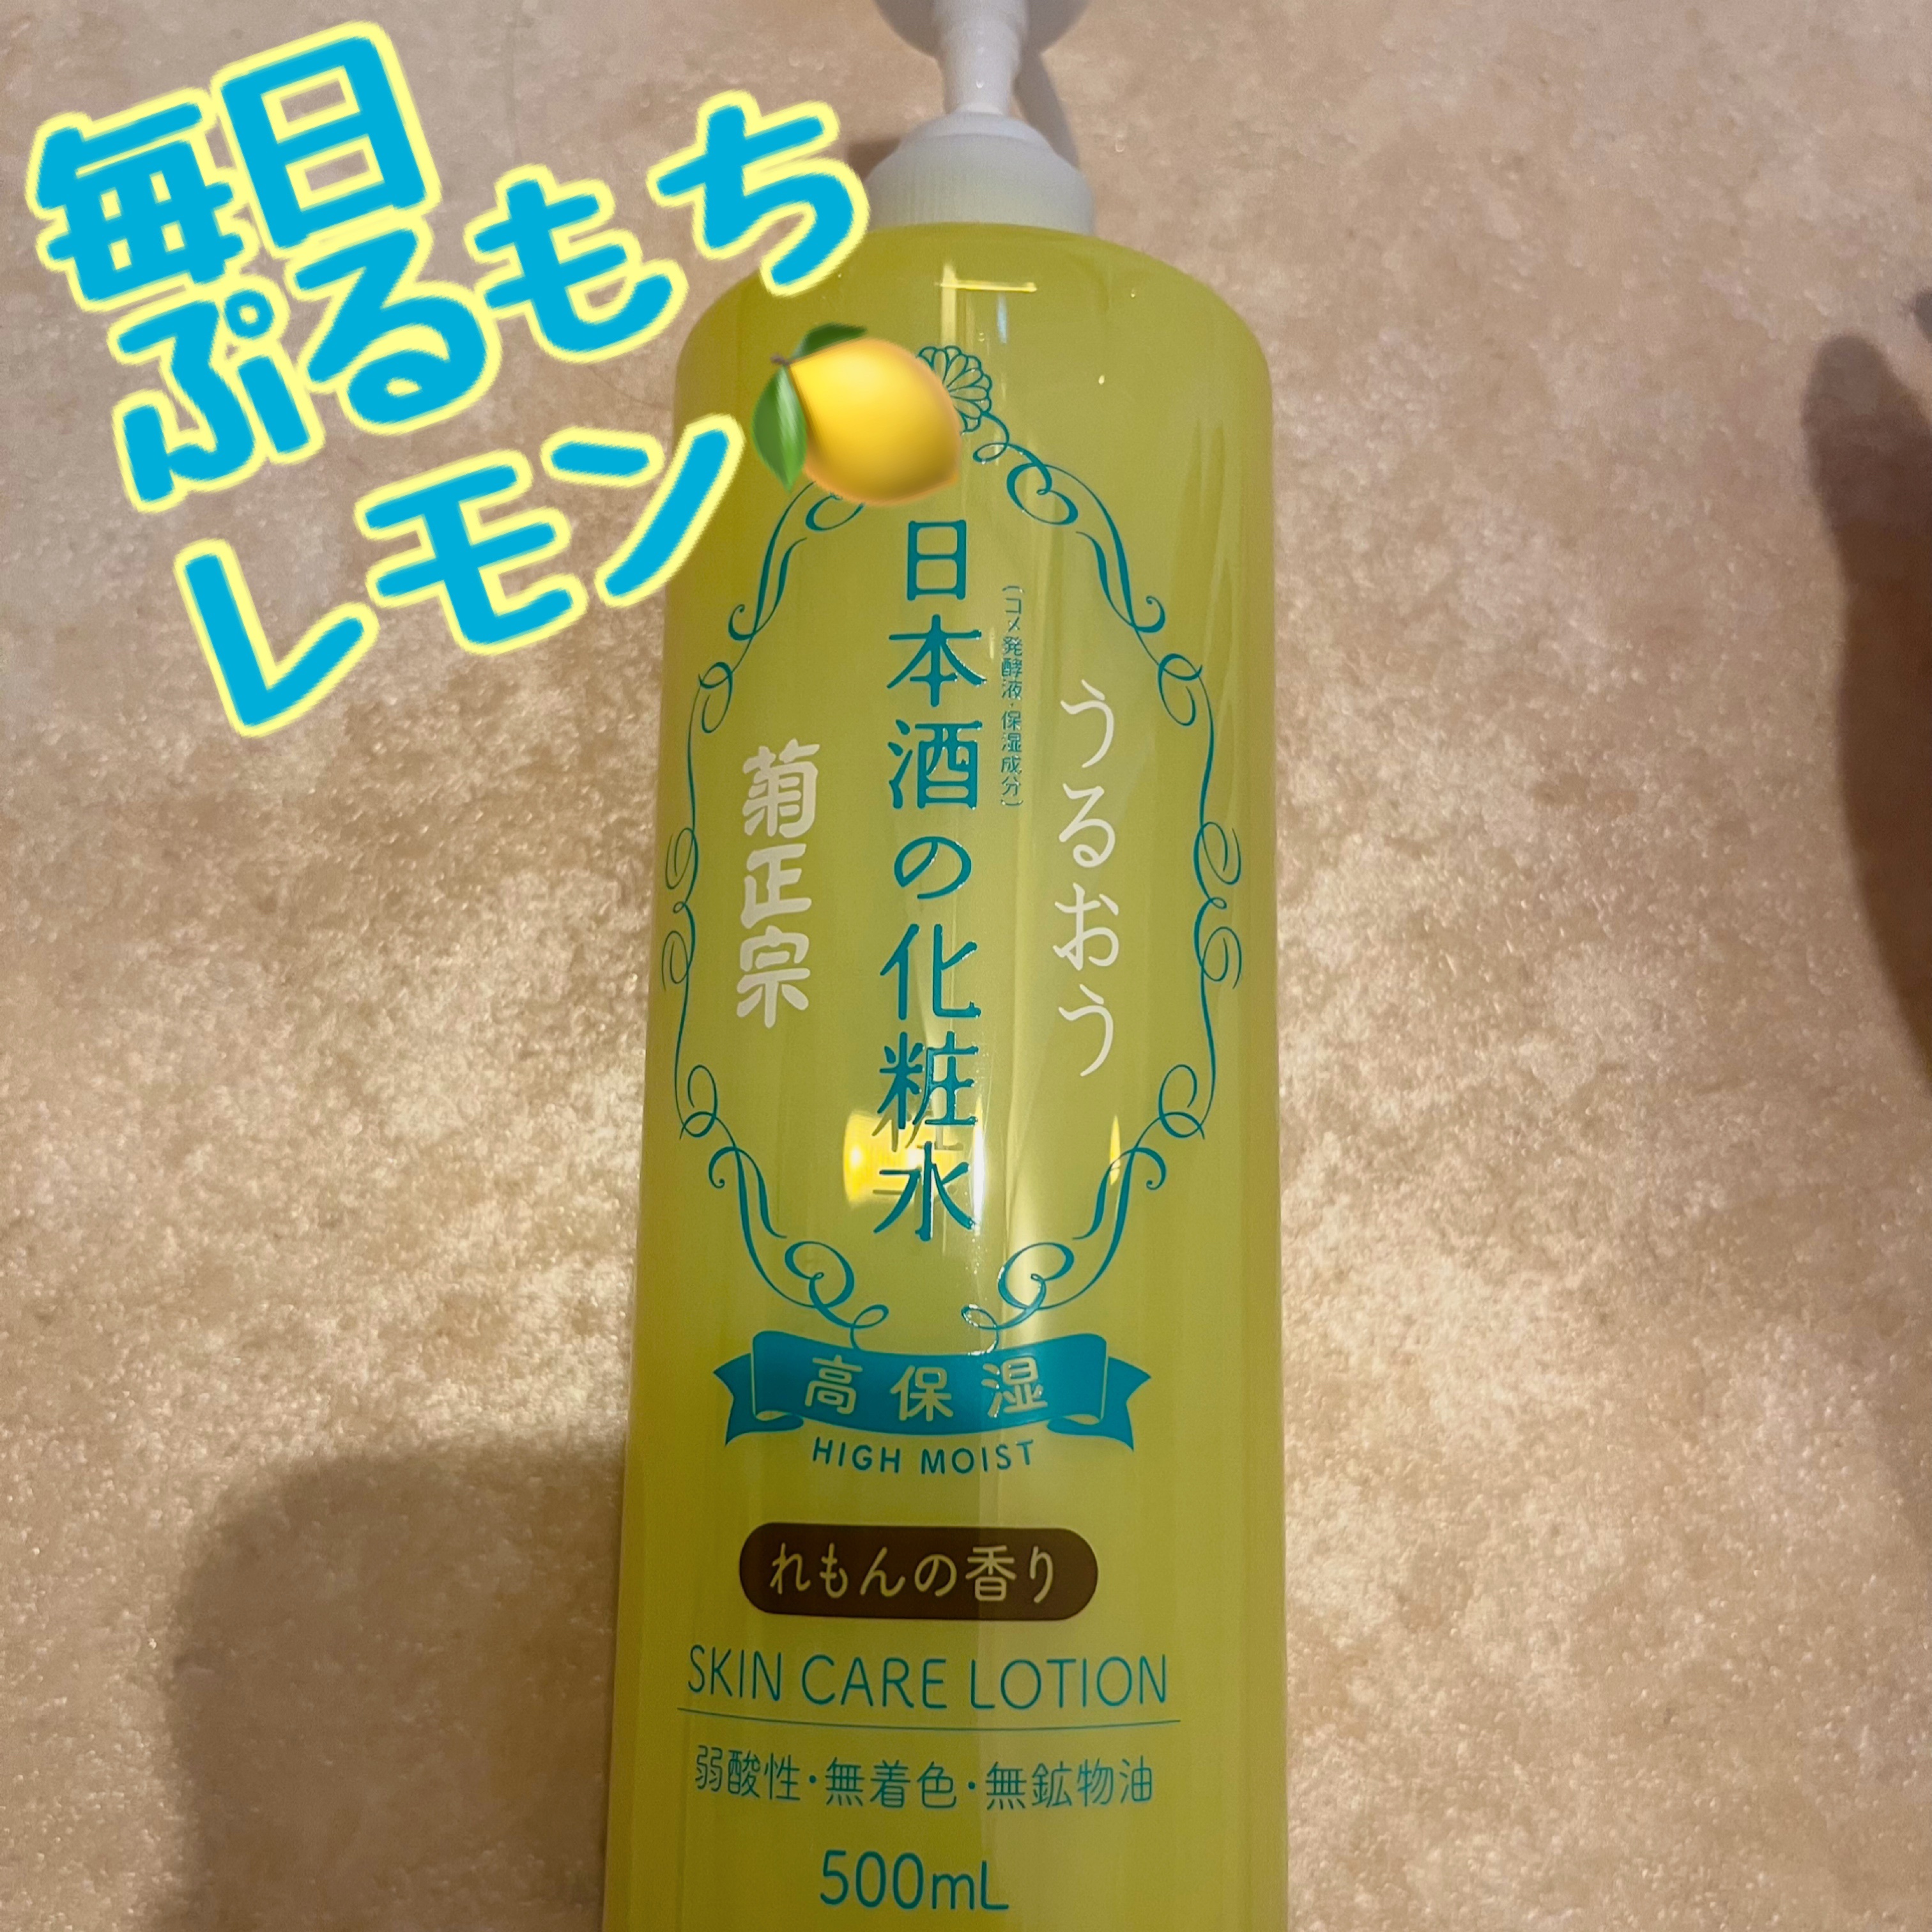 毎日
ぷるもち
レモン🍋
うるおう
日本酒の化粧水
(コメ発酵液・保湿成分)
菊正宗
高保湿
HIGH MOIST
れもんの香り
SKIN CARE LOTION
弱酸性・無着色・無鉱物油
500mL